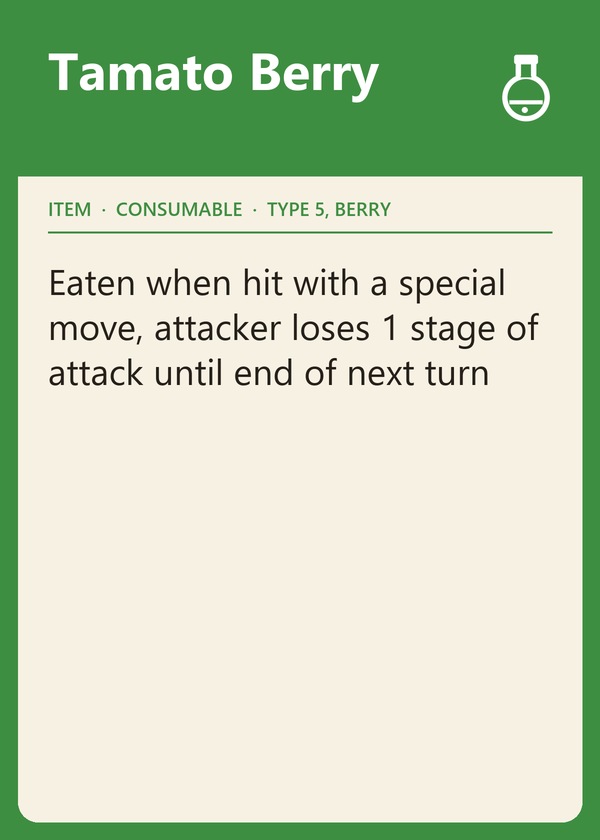 Tamato Berry
ITEM · CONSUMABLE · TYPE 5, BERRY
Eaten when hit with a special
move, attacker loses 1 stage of
attack until end of next turn